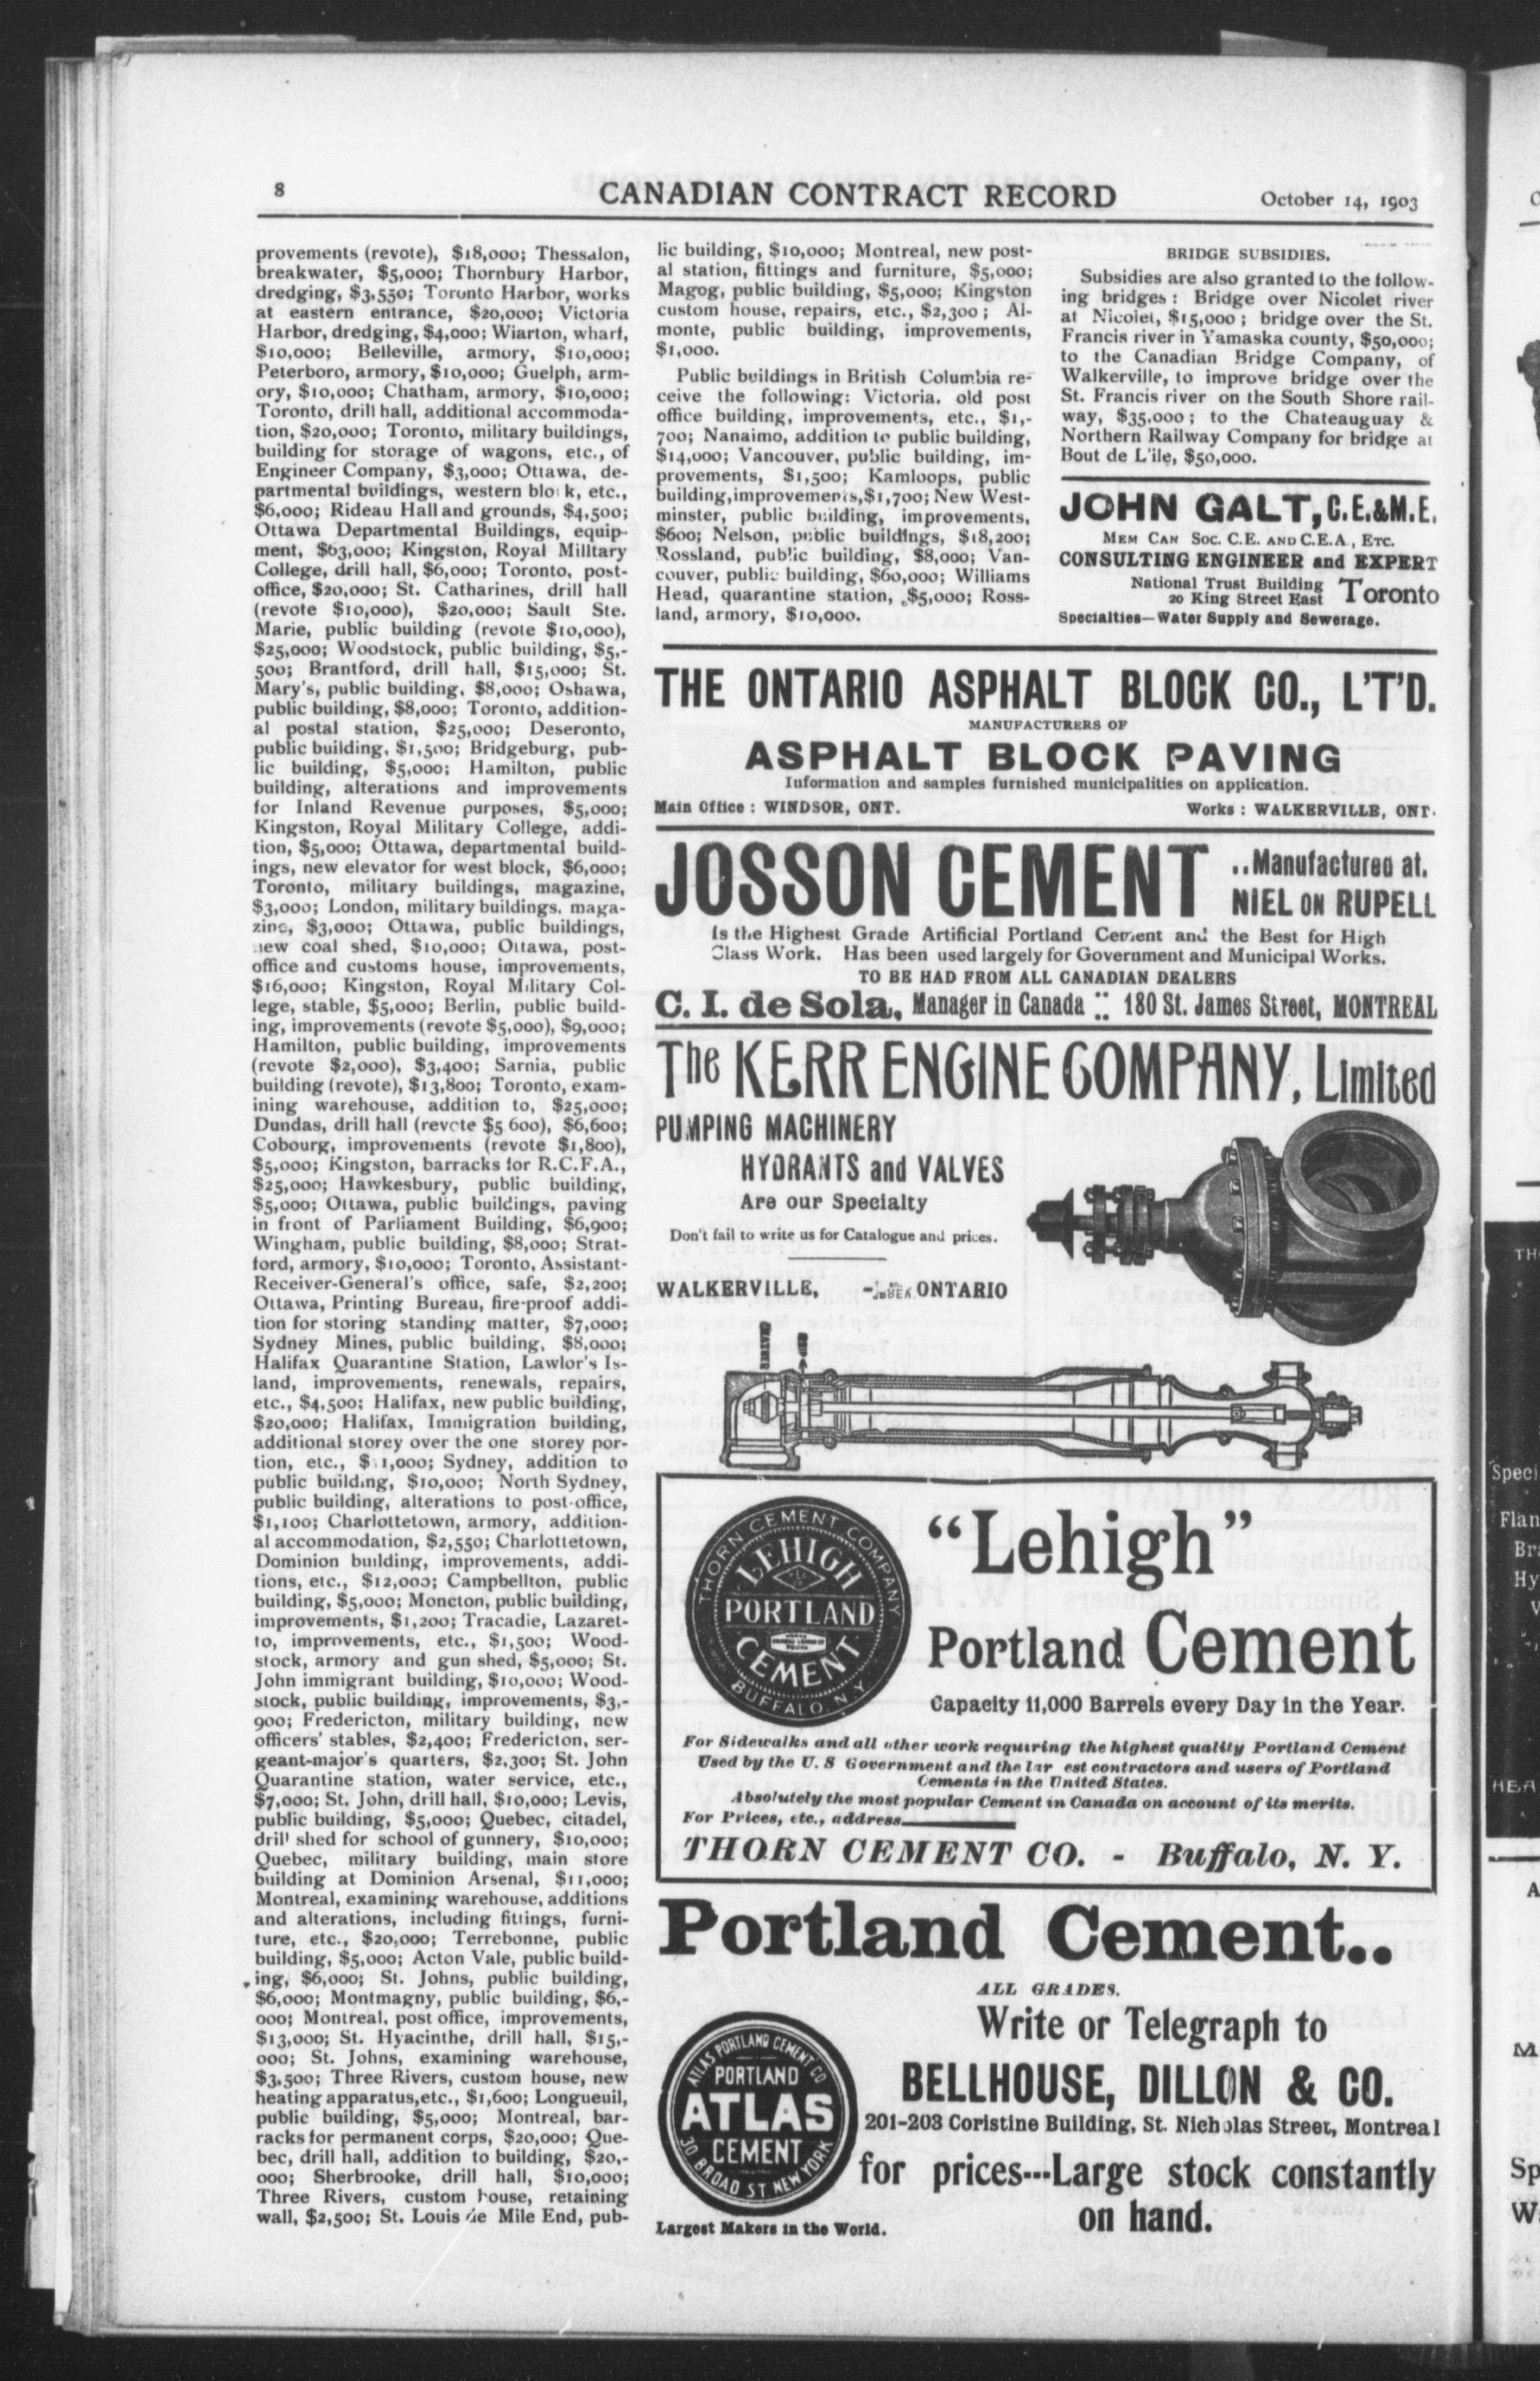 8
CANADIAN CONTRACT RECORD
October 14, 1903
provements (revote), $18,000; Thessalon,
breakwater, $5,000; Thornbury Harbor,
dredging, $3,550; Toronto Harbor, works
at eastern entrance, $20,000; Victoria
Harbor, dredging, $4,000; Wiarton, wharf,
$10,000; Belleville, armory, $10,000;
Peterboro, armory, $10,000; Guelph, arm-
ory, $10,000; Chatham, armory, $10,000;
Toronto, drill hall, additional accommoda-
tion, $20,000; Toronto, military buildings,
building for storage of wagons, etc., of
Engineer Company, $3,000; Ottawa, de-
partmental buildings, western block, etc.,
$6,000; Rideau Hall and grounds, $4,500;
Ottawa Departmental Buildings, equip-
ment, $63,000; Kingston, Royal Military
College, drill hall, $6,000; Toronto, post-
office, $20,000; St. Catharines, drill hall
(revote $10,000), $20,000; Sault Ste.
Marie, public building (revote $10,000),
$25,000; Woodstock, public building, $5,-
500; Brantford, drill hall, $15,000; St.
Mary's, public building, $8,000; Oshawa,
public building, $8,000; Toronto, addition-
al postal station, $25,000; Deseronto,
public building, $1,500; Bridgeburg, pub-
lic building, $5,000; Hamilton, public
building, alterations and improvements
for Inland Revenue purposes, $5,000;
Kingston, Royal Military College, addi-
tion, $5,000; Ottawa, departmental build-
ings, new elevator for west block, $6,000;
Toronto, military buildings, magazine,
$3,000; London, military buildings, maga-
zine, $3,000; Ottawa, public buildings,
new coal shed, $10,000; Ottawa, post-
office and customs house, improvements,
$16,000; Kingston, Royal Military Col-
lege, stable, $5,000; Berlin, public build-
ing, improvements (revote $5,000), $9,000;
Hamilton, public building, improvements
(revote $2,000), $3,400; Sarnia, public
building (revote), $13,800; Toronto, exam-
ining warehouse, addition to, $25,000;
Dundas, drill hall (revote $5 600), $6,600;
Cobourg, improvements (revote $1,800),
$5,000; Kingston, barracks for R.C.F.A.,
$25,000; Hawkesbury, public building,
$5,000; Ottawa, public buildings, paving
in front of Parliament Building, $6,900;
Wingham, public building, $8,000; Strat-
ford, armory, $10,000; Toronto, Assistant-
Receiver-General's office, safe, $2,200;
Ottawa, Printing Bureau, fire-proof addi-
tion for storing standing matter, $7,000;
Sydney Mines, public building, $8,000;
Halifax Quarantine Station, Lawlor's Is-
land, improvements, renewals, repairs,
etc., $4,500; Halifax, new public building,
$20,000; Halifax, Immigration building,
additional storey over the one storey por-
tion, etc., Sydney, addition to
public building, $10,000; North Sydney,
public building, alterations to post-office,
$1,100; Charlottetown, armory, addition-
al accommodation, $2,550; Charlottetown,
Dominion building, improvements, addi-
tions, etc., $12,000; Campbellton, public
building, $5,000; Moncton, public building,
improvements, $1,200; Tracadie, Lazaret-
to, improvements, etc., $1,500; Wood-
stock, armory and gun shed, $5,000; St.
John immigrant building, $10,000; Wood-
stock, public building, improvements, $3,-
900; Fredericton, military building, new
officers' stables, $2,400; Fredericton, ser-
geant-major's quarters, $2,300; St. John
Quarantine station, water service, etc.,
$7,000; St. John, drill hall, $10,000; Levis,
public building, $5,000; Quebec, citadel,
drill shed for school of gunnery, $10,000;
Quebec, military building, main store
building at Dominion Arsenal, $11,000;
Montreal, examining warehouse, additions
and alterations, including fittings, furni-
ture, etc., $20,000; Terrebonne, public
building, $5,000; Acton Vale, public build-
ing, $6,000; St. Johns, public building,
$6,000; Montmagny, public building, $6,-
000; Montreal, post office, improvements,
$13,000; St. Hyacinthe, drill hall, $15,-
000; St. Johns, examining warehouse,
$3,500; Three Rivers, custom house, new
heating apparatus, etc., $1,600; Longueuil,
public building, $5,000; Montreal, bar-
racks for permanent corps, $20,000; Que-
bec, drill hall, addition to building, $20,-
000; Sherbrooke, drill hall, $10,000;
Three Rivers, custom house, retaining
wall, $2,500; St. Louis de Mile End, pub-
lic building, $10,000; Montreal, new post-
al station, fittings and furniture, $5,000;
Magog, public building, $5,000; Kingston
custom house, repairs, etc., $2,300; Al-
monte, public building, improvements,
$1,000.
Public buildings in British Columbia re-
ceive the following: Victoria, old post
office building, improvements, etc., $1,-
700; Nanaimo, addition to public building,
$14,000; Vancouver, public building, im-
provements, $1,500; Kamloops, public
building, improvements, $1,700; New West-
minster, public building, improvements,
$600; Nelson, public buildings, $18,200;
Rossland, public building, $8,000; Van-
couver, public building, $60,000; Williams
Head, quarantine station, $5,000; Ross-
land, armory, $10,000.
BRIDGE SUBSIDIES.
Subsidies are also granted to the follow-
ing bridges: Bridge over Nicolet river
at Nicolet, $15,000; bridge over the St.
Francis river in Yamaska county, $50,000;
to the Canadian Bridge Company, of
Walkerville, to improve bridge over the
St. Francis river on the South Shore rail-
way, $35,000; to the Chateauguay &
Northern Railway Company for bridge at
Bout de L'ile, $50,000.
JOHN GALT, C.E.&M.E.
MEM CAN SOC. C.E. AND C.E.A., ETC.
CONSULTING ENGINEER and EXPERT
National Trust Building
20 King Street East Toronto
Specialties—Water Supply and Sewerage.
THE ONTARIO ASPHALT BLOCK CO., L'T'D.
MANUFACTURERS OF
ASPHALT BLOCK PAVING
Information and samples furnished municipalities on application.
Main Office: WINDSOR, ONT. Works: WALKERVILLE, ONT.
JOSSON CEMENT ..Manufactured at.
NIEL ON RUPELL
Is the Highest Grade Artificial Portland Cement and the Best for High
Class Work. Has been used largely for Government and Municipal Works.
TO BE HAD FROM ALL CANADIAN DEALERS
C. I. de Sola, Manager in Canada :: 180 St. James Street, MONTREAL
The KERR ENGINE COMPANY, Limited
PUMPING MACHINERY
HYDRANTS and VALVES
Are our Specialty
Don't fail to write us for Catalogue and prices.
WALKERVILLE, - ONTARIO
THORN CEMENT COMPANY
LEHIGH
PORTLAND
CEMENT
BUFFALO. N.Y.
"Lehigh"
Portland Cement
Capacity 11,000 Barrels every Day in the Year.
For Sidewalks and all other work requiring the highest quality Portland Cement
Used by the U. S Government and the est contractors and users of Portland
Cements in the United States.
Absolutely the most popular Cement in Canada on account of its merits.
For Prices, etc., address
THORN CEMENT CO. - Buffalo, N. Y.
Portland Cement..
ALL GRADES.
Write or Telegraph to
BELLHOUSE, DILLON & CO.
201-203 Coristine Building, St. Nicholas Street, Montreal
for prices---Large stock constantly
on hand.
ATLAS PORTLAND CEMENT CO
PORTLAND
ATLAS
CEMENT
30 BROAD ST NEW YORK
Largest Makers in the World.